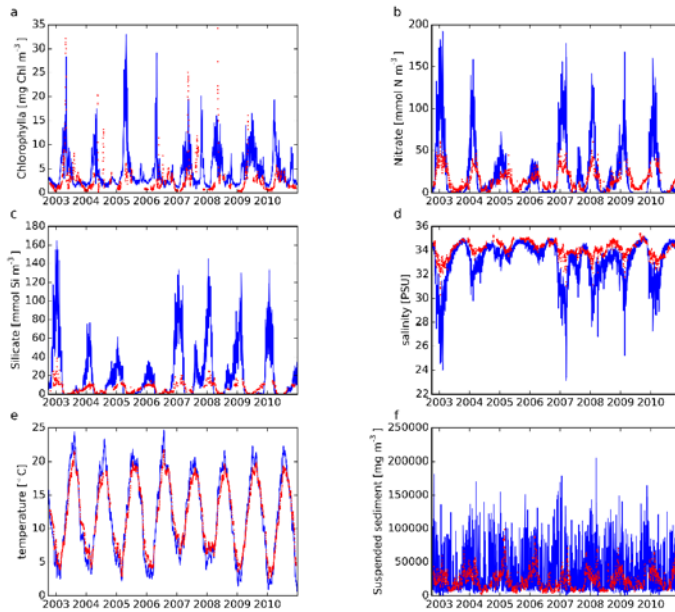 a
Chlorophylla [mg Chl m⁻³]
35
30
25
20
15
10
5
0
2003 2004 2005 2006 2007 2008 2009 2010
b
Nitrate [mmol N m⁻³]
200
150
100
50
0
2003 2004 2005 2006 2007 2008 2009 2010
c
Silicate [mmol Si m⁻³]
180
160
140
120
100
80
60
40
20
0
2003 2004 2005 2006 2007 2008 2009 2010
d
salinity [PSU]
36
34
32
30
28
26
24
22
2003 2004 2005 2006 2007 2008 2009 2010
e
temperature [°C]
25
20
15
10
5
0
2003 2004 2005 2006 2007 2008 2009 2010
f
Suspended sediment [mg m⁻³]
250000
200000
150000
100000
50000
0
2003 2004 2005 2006 2007 2008 2009 2010